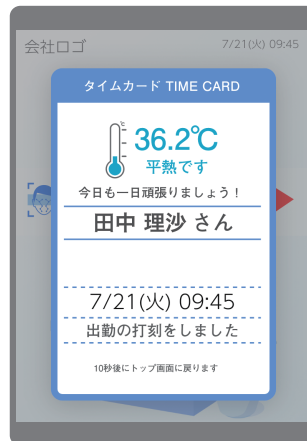 会社ロゴ
7/21(火) 09:45
タイムカード TIME CARD
℃
36.2℃
平熱です
今日も一日頑張りましょう！
田中 理沙 さん
7/21(火) 09:45
出勤の打刻をしました
10秒後にトップ画面に戻ります